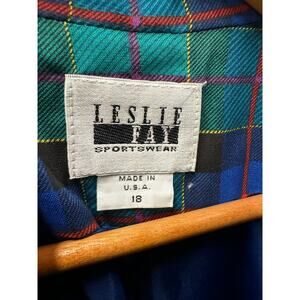 LESLIE
FAY
SPORTSWEAR
MADE IN
U.S.A.
18